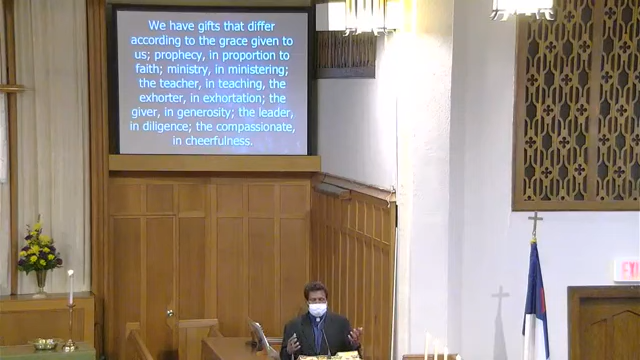 We have gifts that differ
according to the grace given to
us; prophecy, in proportion to
faith; ministry, in ministering;
the teacher, in teaching, the
exhorter, in exhortation; the
giver, in generosity; the leader,
in diligence; the compassionate,
in cheerfulness.